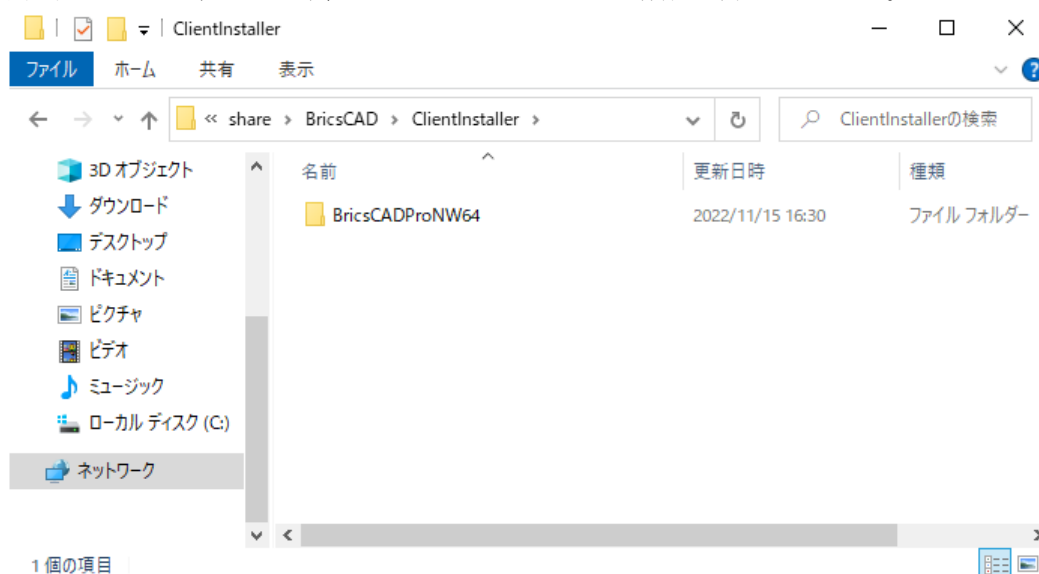 ClientInstaller
ファイル ホーム 共有 表示
« share › BricsCAD › ClientInstaller › ClientInstallerの検索
名前 更新日時 種類
BricsCADProNW64 2022/11/15 16:30 ファイル フォルダー
3D オブジェクト
ダウンロード
デスクトップ
ドキュメント
ピクチャ
ビデオ
ミュージック
ローカル ディスク (C:)
ネットワーク
1 個の項目